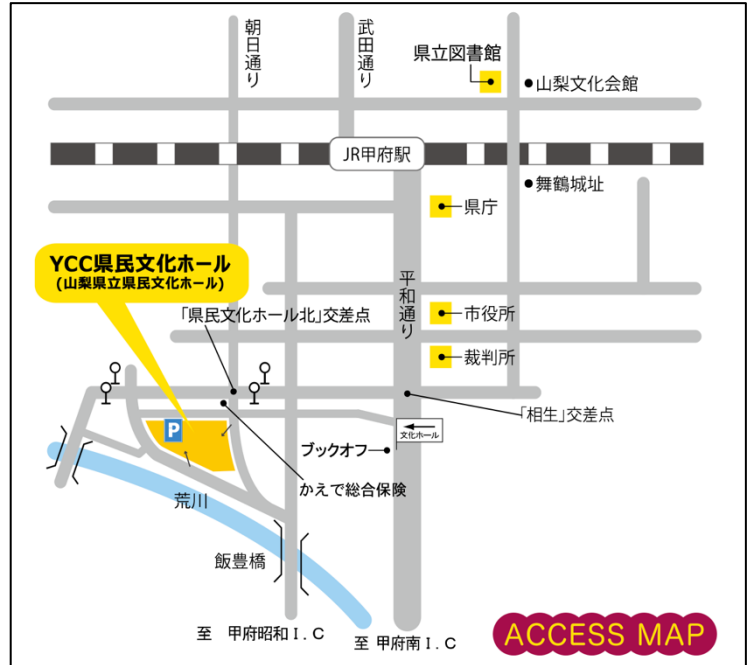 朝日通り
武田通り
県立図書館
山梨文化会館
JR甲府駅
舞鶴城址
県庁
YCC県民文化ホール
(山梨県立県民文化ホール)
平和通り
「県民文化ホール北」交差点
市役所
裁判所
「相生」交差点
P
文化ホール
ブックオフ
かえで総合保険
荒川
飯豊橋
至 甲府昭和I.C
至 甲府南I.C
ACCESS MAP